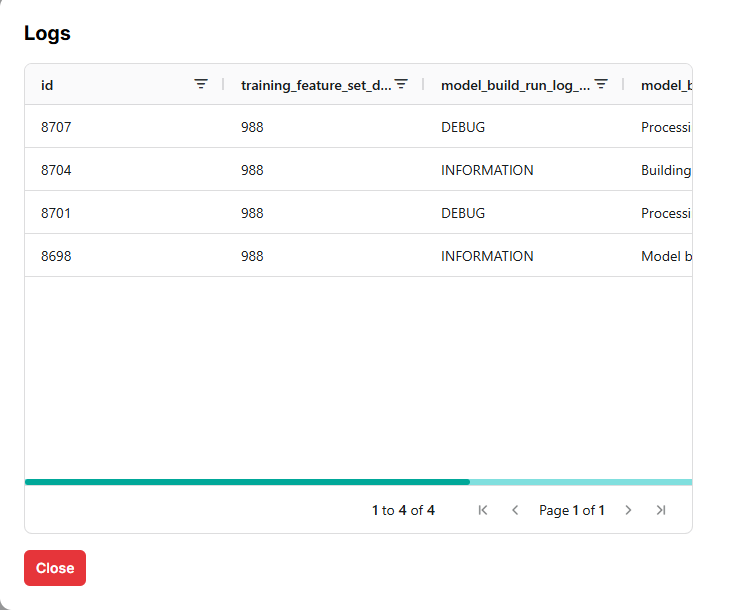 Logs
id training_feature_set_d... model_build_run_log_... model_b
8707 988 DEBUG Processi
8704 988 INFORMATION Building
8701 988 DEBUG Processi
8698 988 INFORMATION Model b
1 to 4 of 4 Page 1 of 1
Close